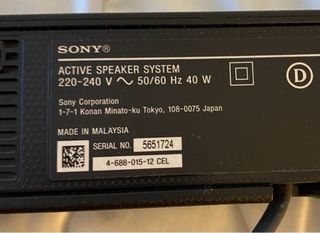 SONY®
ACTIVE SPEAKER SYSTEM
220-240 V ~ 50/60 Hz 40 W
D
Sony Corporation
1-7-1 Konan Minato-ku Tokyo, 108-0075 Japan
MADE IN MALAYSIA
SERIAL NO. 5651724
4-688-015-12 CEL